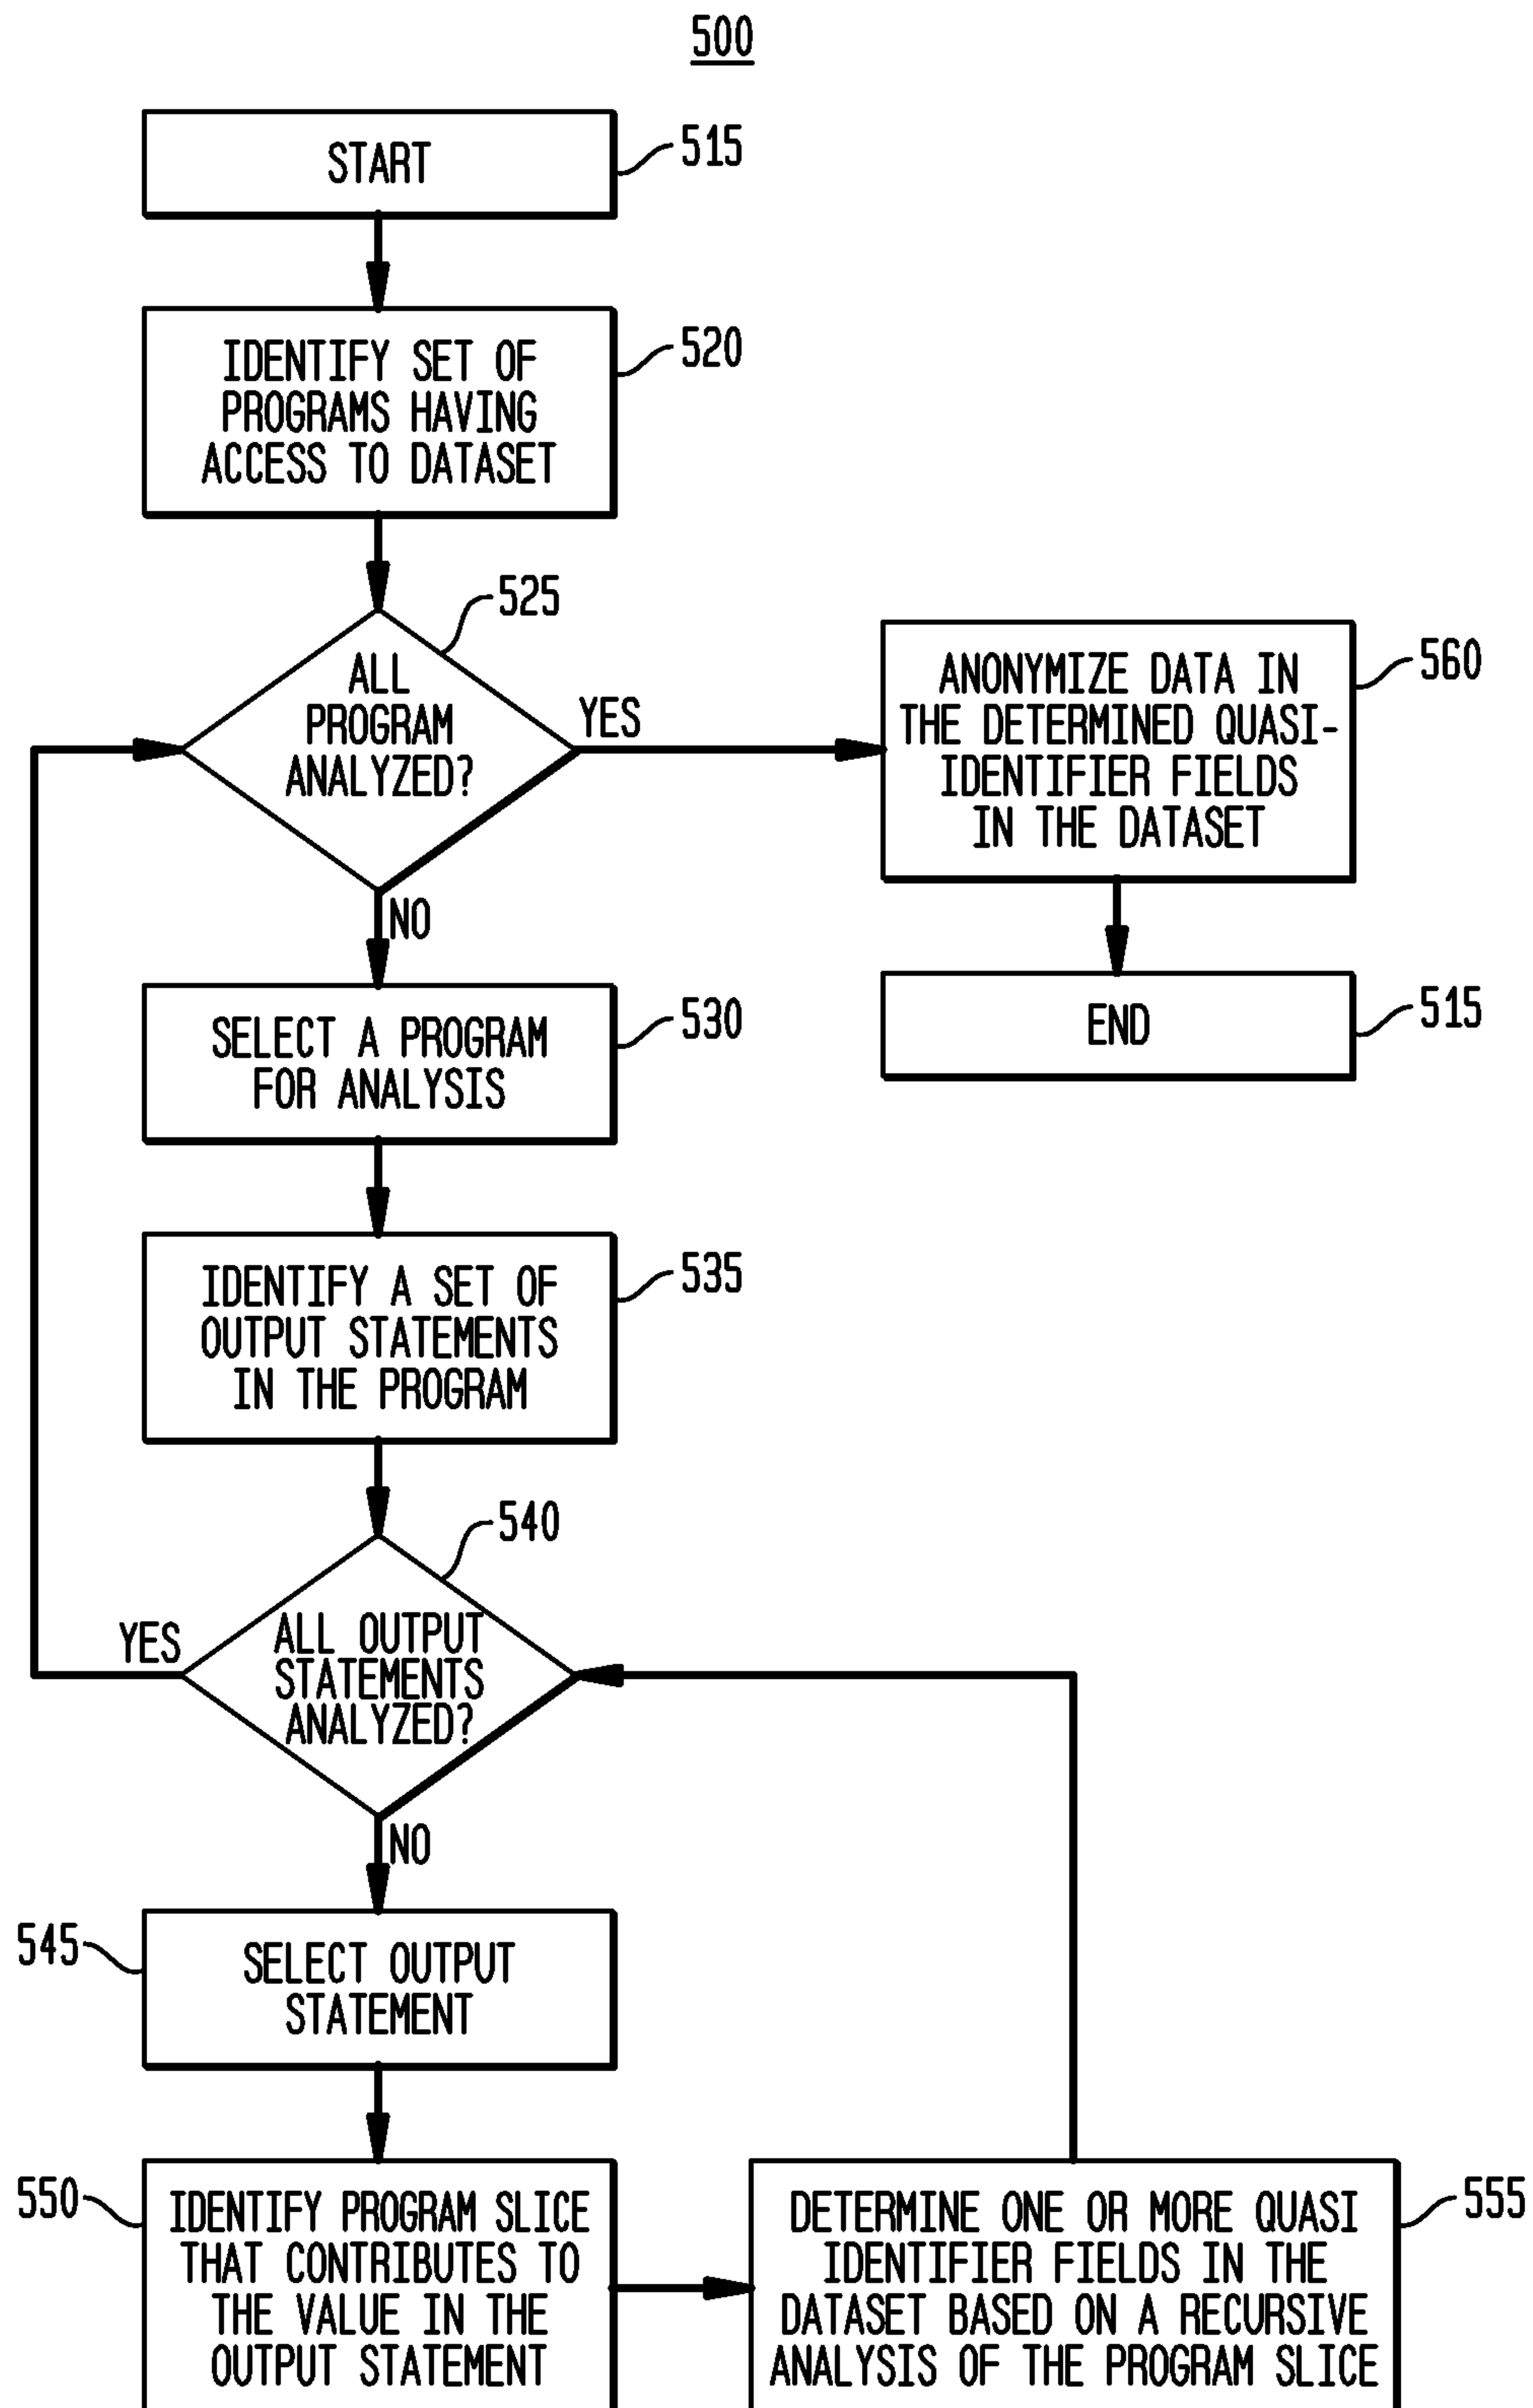 500
START
515
IDENTIFY SET OF
PROGRAMS HAVING
ACCESS TO DATASET
520
ALL
PROGRAM
ANALYZED?
525
YES
NO
ANONYMIZE DATA IN
THE DETERMINED QUASI-
IDENTIFIER FIELDS
IN THE DATASET
560
END
515
SELECT A PROGRAM
FOR ANALYSIS
530
IDENTIFY A SET OF
OUTPUT STATEMENTS
IN THE PROGRAM
535
ALL OUTPUT
STATEMENTS
ANALYZED?
540
YES
NO
545
SELECT OUTPUT
STATEMENT
550
IDENTIFY PROGRAM SLICE
THAT CONTRIBUTES TO
THE VALUE IN THE
OUTPUT STATEMENT
DETERMINE ONE OR MORE QUASI
IDENTIFIER FIELDS IN THE
DATASET BASED ON A RECURSIVE
ANALYSIS OF THE PROGRAM SLICE
555